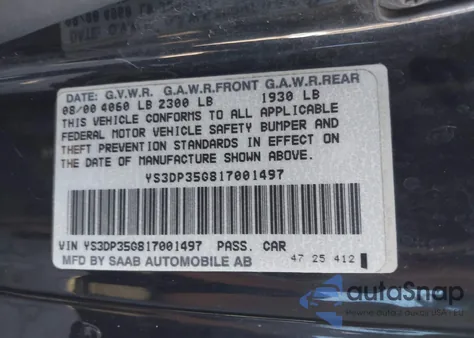 DATE: G.V.W.R. G.A.W.R.FRONT G.A.W.R.REAR
08/00 4060 LB 2300 LB 1930 LB
THIS VEHICLE CONFORMS TO ALL APPLICABLE
FEDERAL MOTOR VEHICLE SAFETY BUMPER AND
THEFT PREVENTION STANDARDS IN EFFECT ON
THE DATE OF MANUFACTURE SHOWN ABOVE.
YS3DP35G817001497
VIN YS3DP35G817001497 PASS. CAR
MFD BY SAAB AUTOMOBILE AB 47 25 412
autoSnap